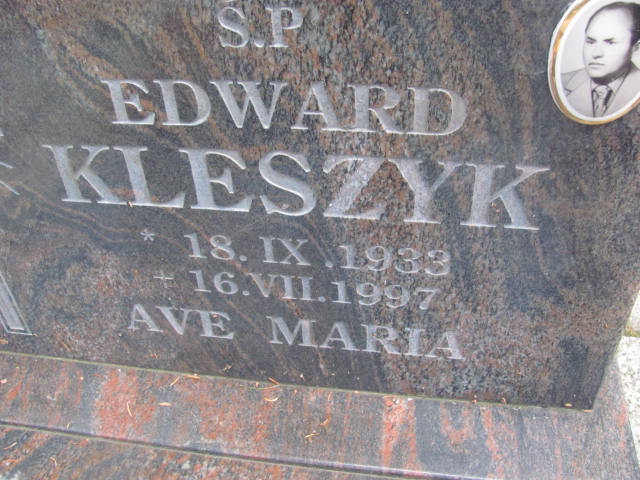 Ś.P
EDWARD
KLESZYK
* 18. IX .1933
+ 16.VII.1997
AVE MARIA